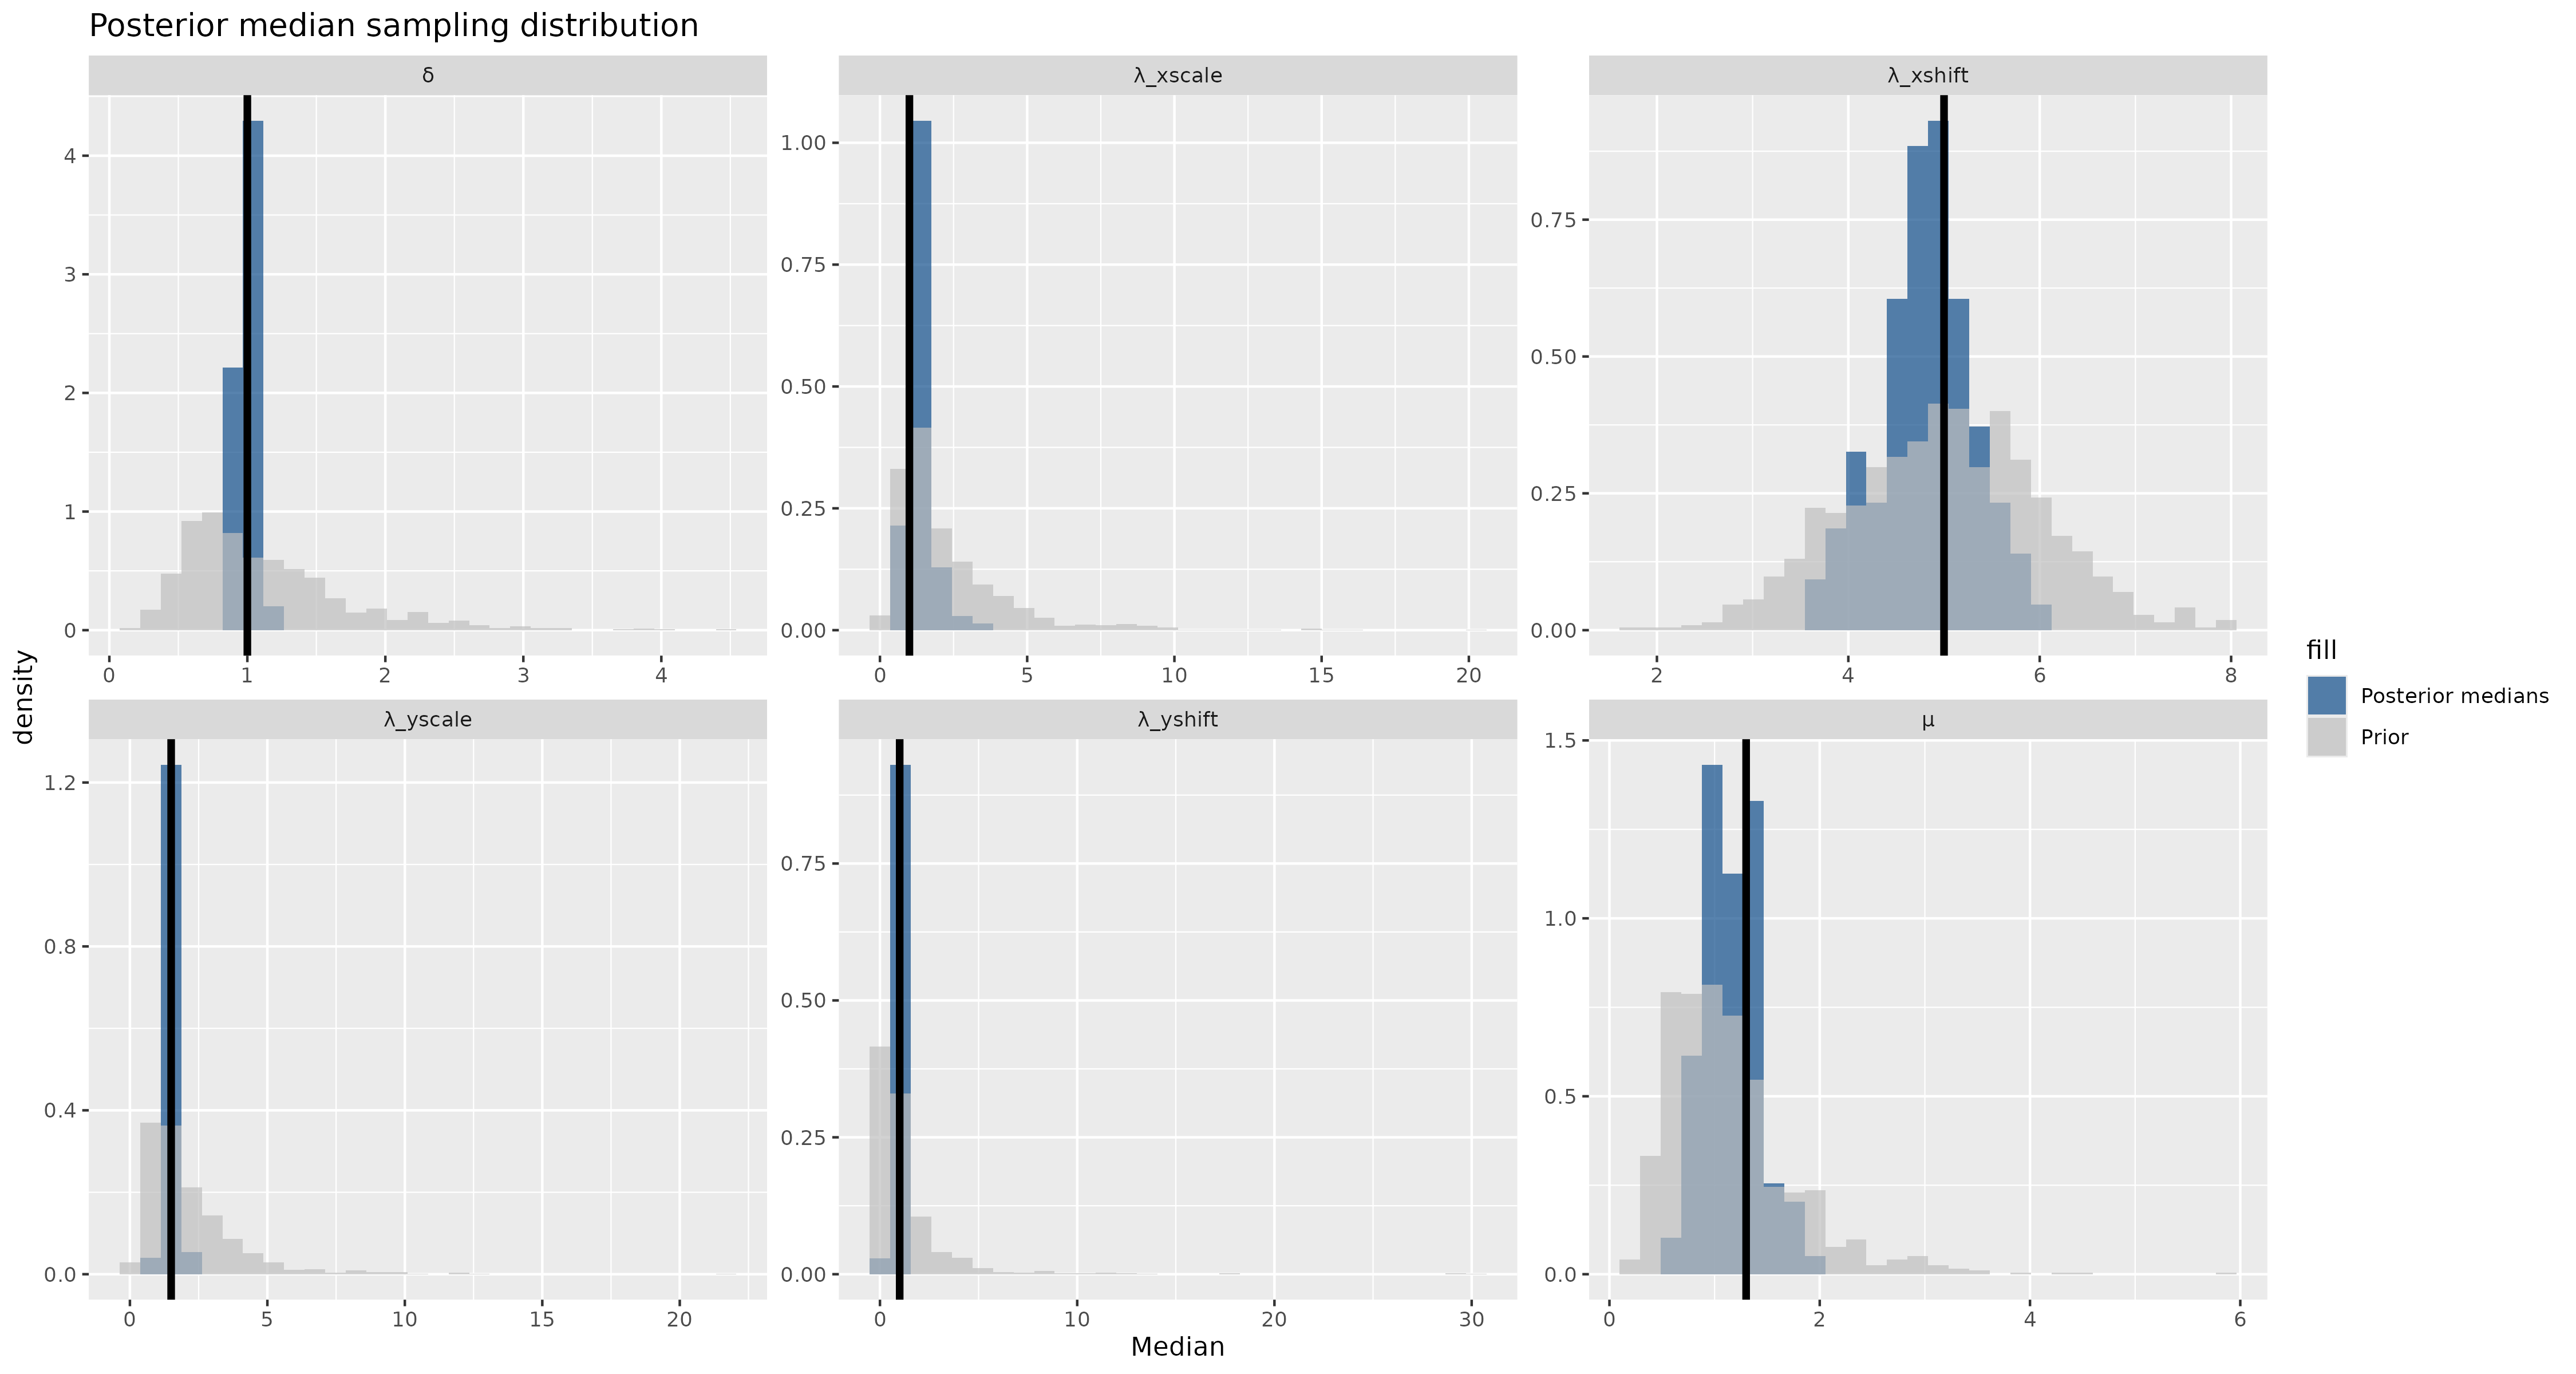 Posterior median sampling distribution
δ
λ_xscale
λ_xshift
4
3
2
1
0
0 1 2 3 4
1.00
0.75
0.50
0.25
0.00
0 5 10 15 20
0.75
0.50
0.25
0.00
2 4 6 8
λ_yscale
λ_yshift
μ
1.2
0.8
0.4
0.0
0 5 10 15 20
0.75
0.50
0.25
0.00
0 10 20 30
1.5
1.0
0.5
0.0
0 2 4 6
density
Median
fill
Posterior medians
Prior